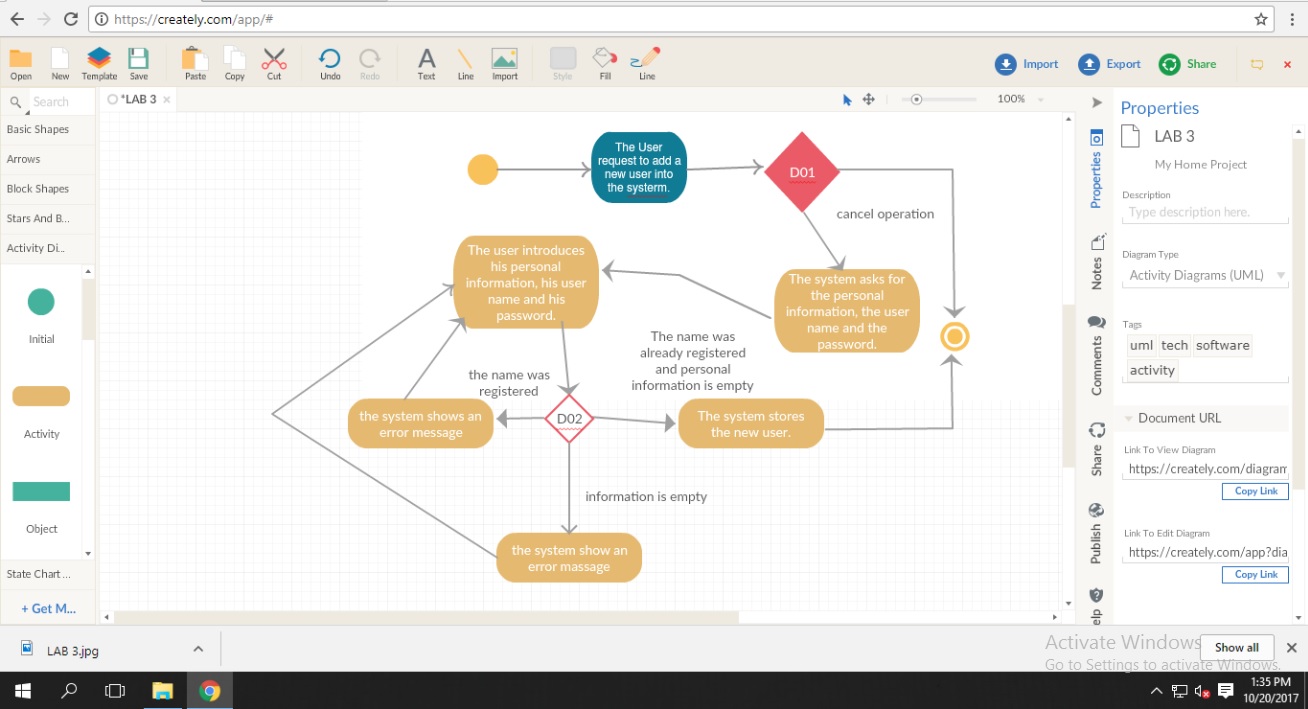 https://creately.com/app/#
Open New Template Save Paste Copy Cut Undo Redo Text Line Import Style Fill Line Import Export Share
Search
*LAB 3
100%
Basic Shapes
Arrows
Block Shapes
Stars And B...
Activity Di...
Initial
Activity
Object
State Chart ...
+ Get M...
The User
request to add a
new user into
the systerm.
D01
cancel operation
The user introduces
his personal
information, his user
name and his
password.
The system asks for
the personal
information, the user
name and the
password.
The name was
already registered
and personal
information is empty
the name was
registered
the system shows an
error message
D02
The system stores
the new user.
information is empty
the system show an
error massage
Properties
Notes
Comments
Share
Publish
elp
Properties
LAB 3
My Home Project
Description
Type description here.
Diagram Type
Activity Diagrams (UML)
Tags
uml tech software
activity
Document URL
Link To View Diagram
https://creately.com/diagram
Copy Link
Link To Edit Diagram
https://creately.com/app?dia
Copy Link
LAB 3.jpg
Activate Windows
Go to Settings to activate Windows.
Show all
1:35 PM
10/20/2017